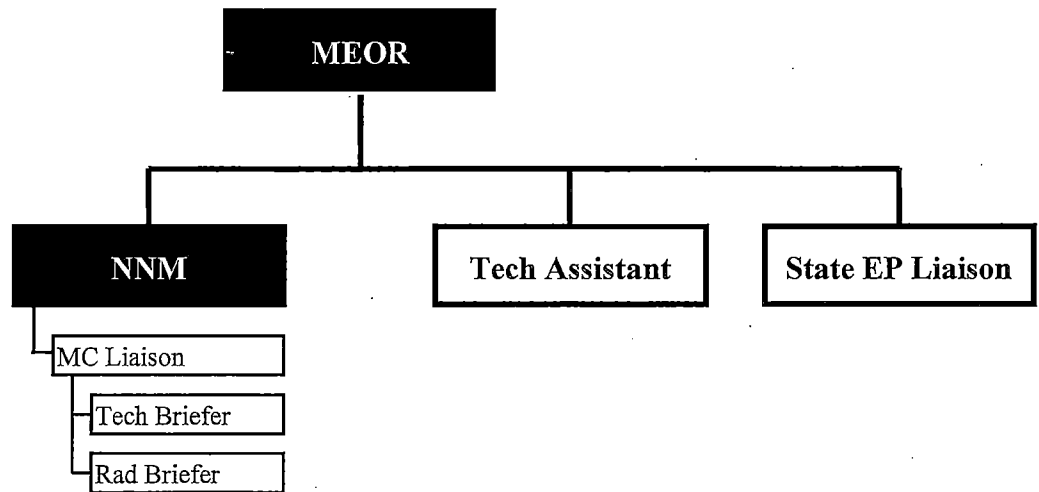 MEOR
NNM
Tech Assistant
State EP Liaison
MC Liaison
Tech Briefer
Rad Briefer